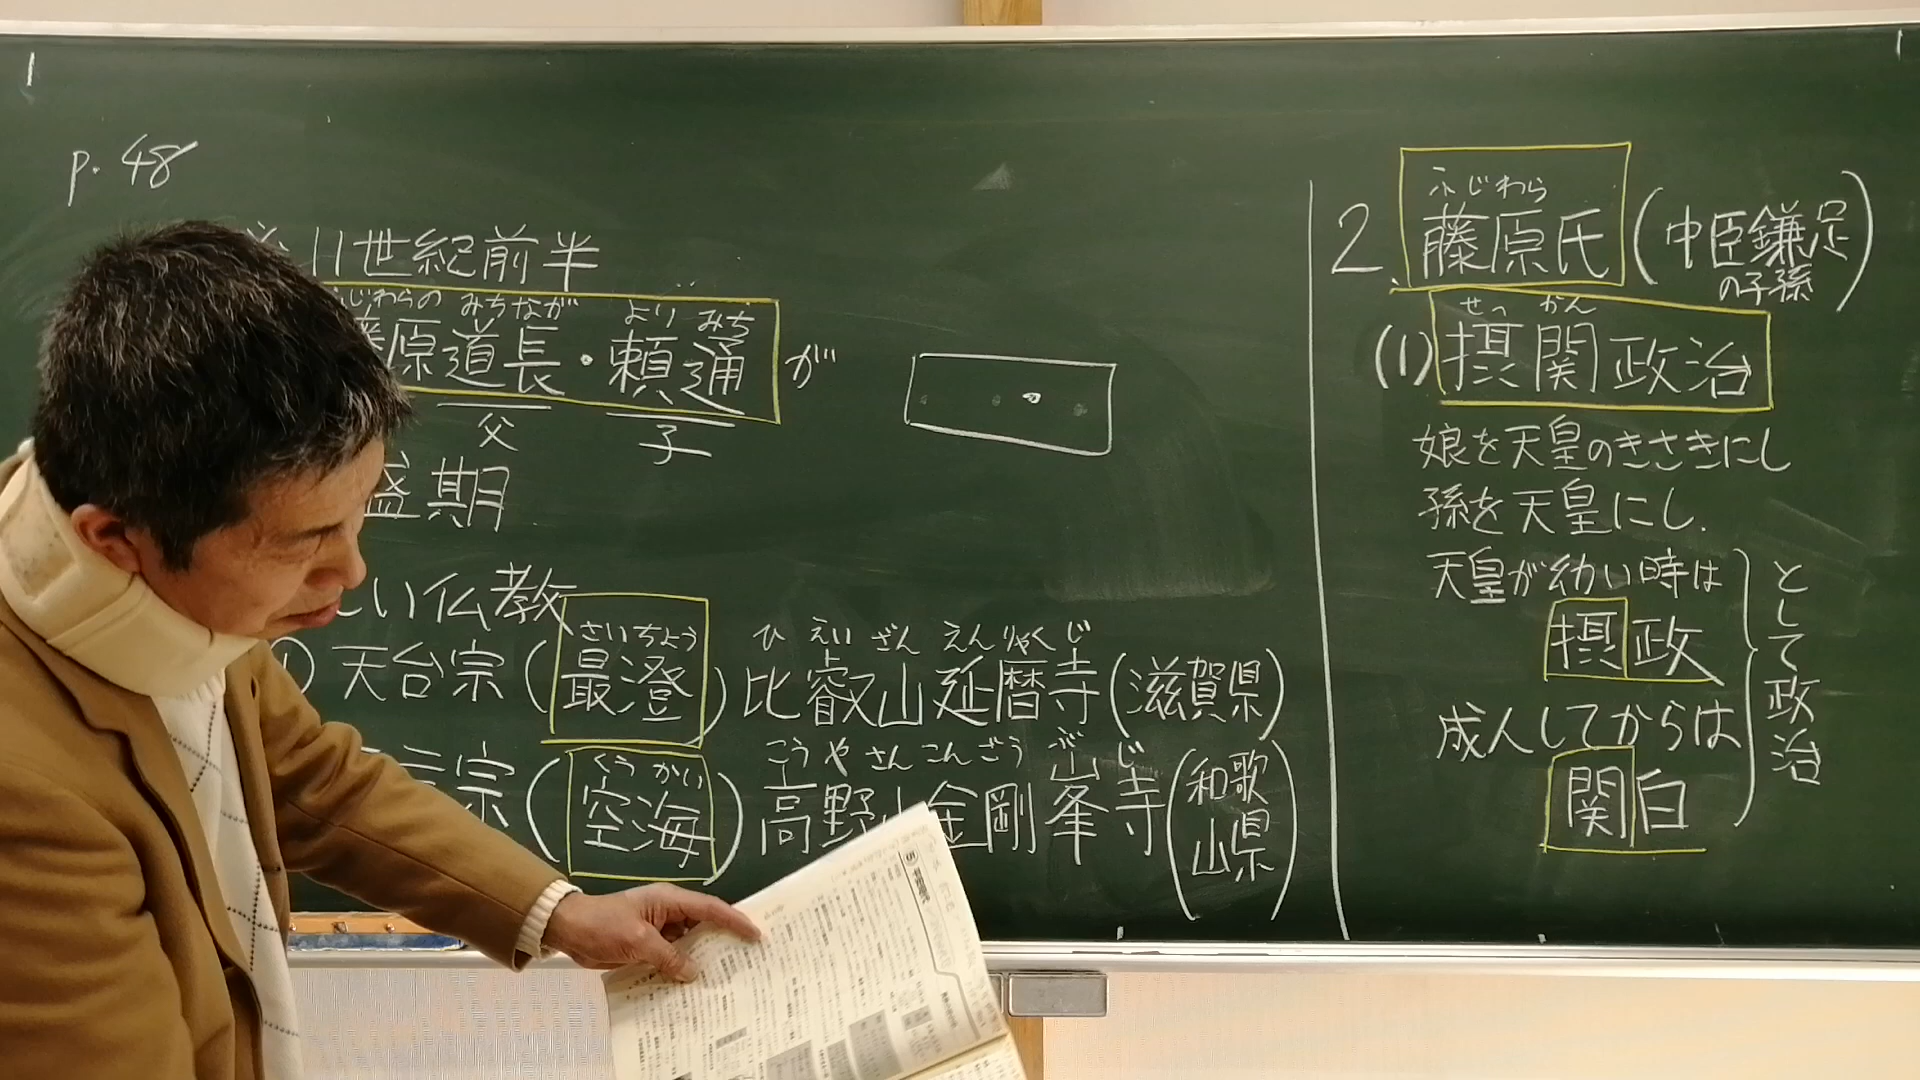 p. 48
11世紀前半
じわらの みちなが よりみち
原道長・頼通 が
父 子
盛期
しい仏教
さいちょう ひえいざんえんりゃくじ
天台宗(最澄)比叡山延暦寺(滋賀県)
くうかい こうやさんこんごうぶじ
言宗(空海)高野山金剛峯寺(和歌山県)
ふじわら
2. 藤原氏(中臣鎌足の子孫)
せっかん
(1)摂関政治
娘を天皇のきさきにし
孫を天皇にし.
天皇が幼い時は
摂政
成人してからは
関白
として政治